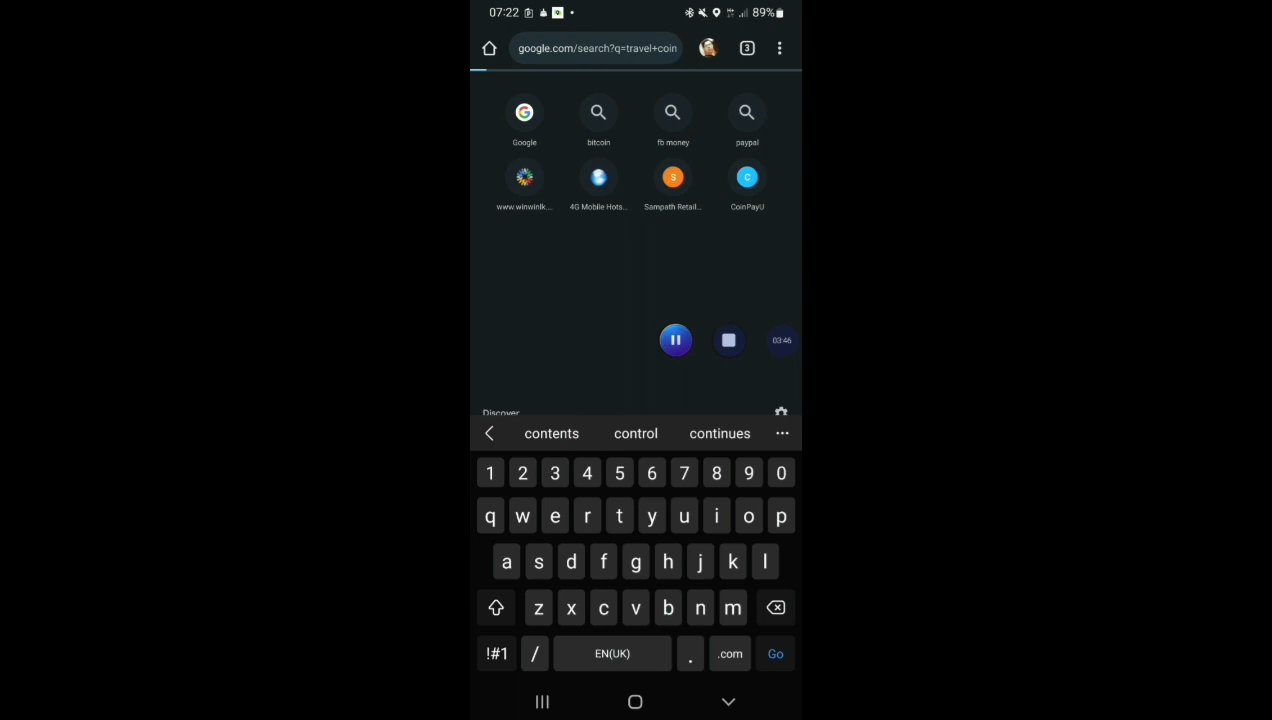 07:22 89%
google.com/search?q=travel+coin 3
Google bitcoin fb money paypal
S C
www.winwinlk... 4G Mobile Hots... Sampath Retail... CoinPayU
03:46
Discover
contents control continues
1 2 3 4 5 6 7 8 9 0
q w e r t y u i o p
a s d f g h j k l
z x c v b n m
!#1 / EN(UK) . .com Go